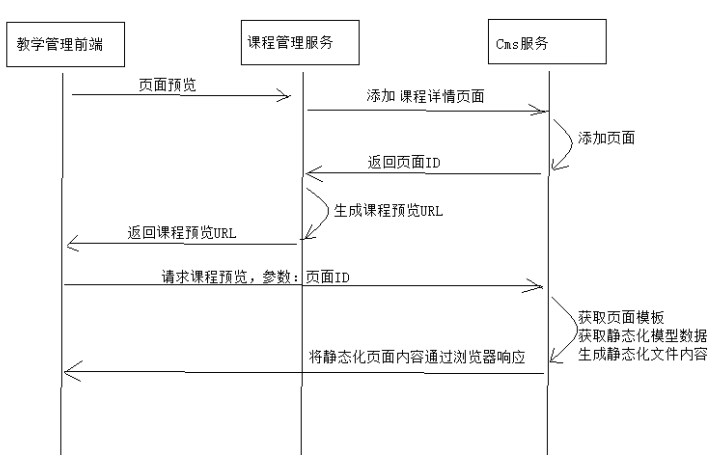 教学管理前端
课程管理服务
Cms服务
页面预览
添加 课程详情页面
添加页面
返回页面ID
生成课程预览URL
返回课程预览URL
请求课程预览，参数：页面ID
获取页面模板
获取静态化模型数据
生成静态化文件内容
将静态化页面内容通过浏览器响应